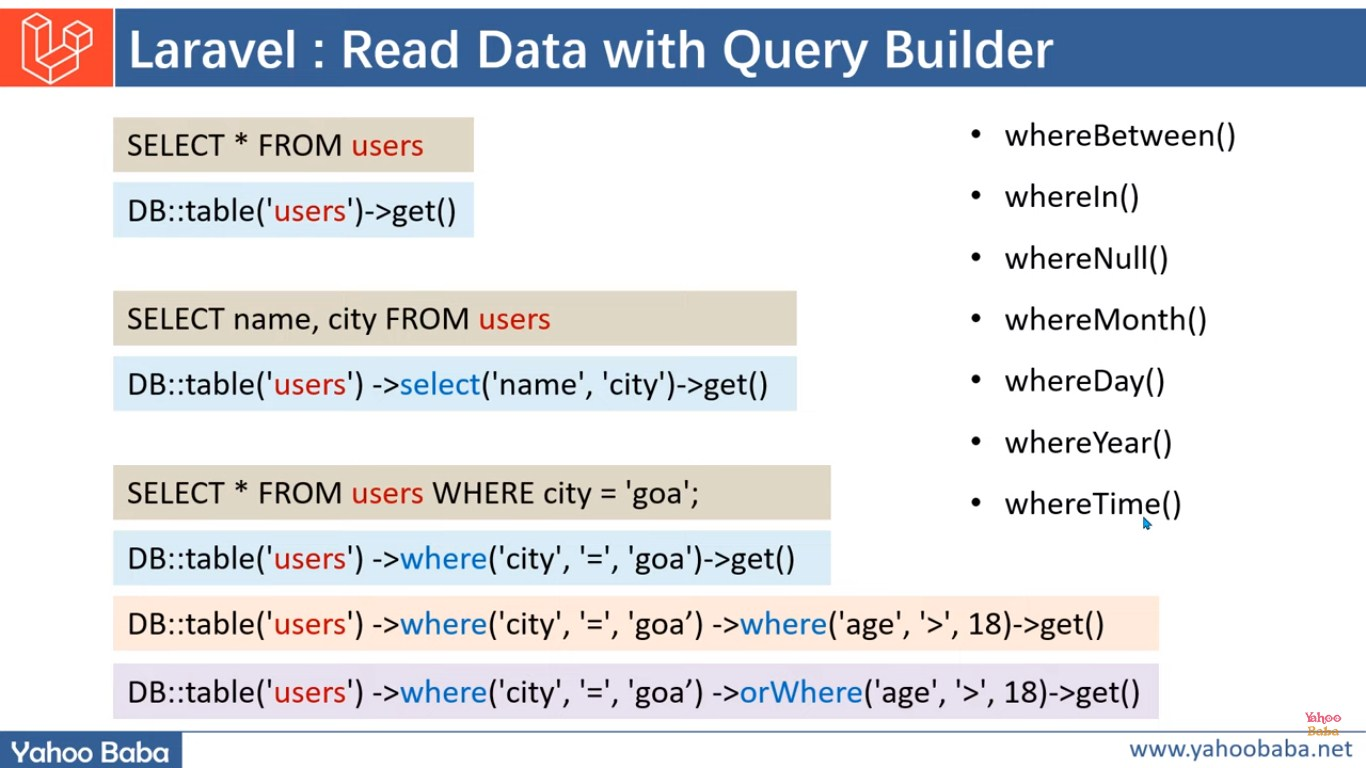 Laravel : Read Data with Query Builder
SELECT * FROM users
DB::table('users')->get()
SELECT name, city FROM users
DB::table('users') ->select('name', 'city')->get()
SELECT * FROM users WHERE city = 'goa';
DB::table('users') ->where('city', '=', 'goa')->get()
DB::table('users') ->where('city', '=', 'goa’) ->where('age', '>', 18)->get()
DB::table('users') ->where('city', '=', 'goa’) ->orWhere('age', '>', 18)->get()
• whereBetween()
• whereIn()
• whereNull()
• whereMonth()
• whereDay()
• whereYear()
• whereTime()
Yahoo
Baba
Yahoo Baba
www.yahoobaba.net